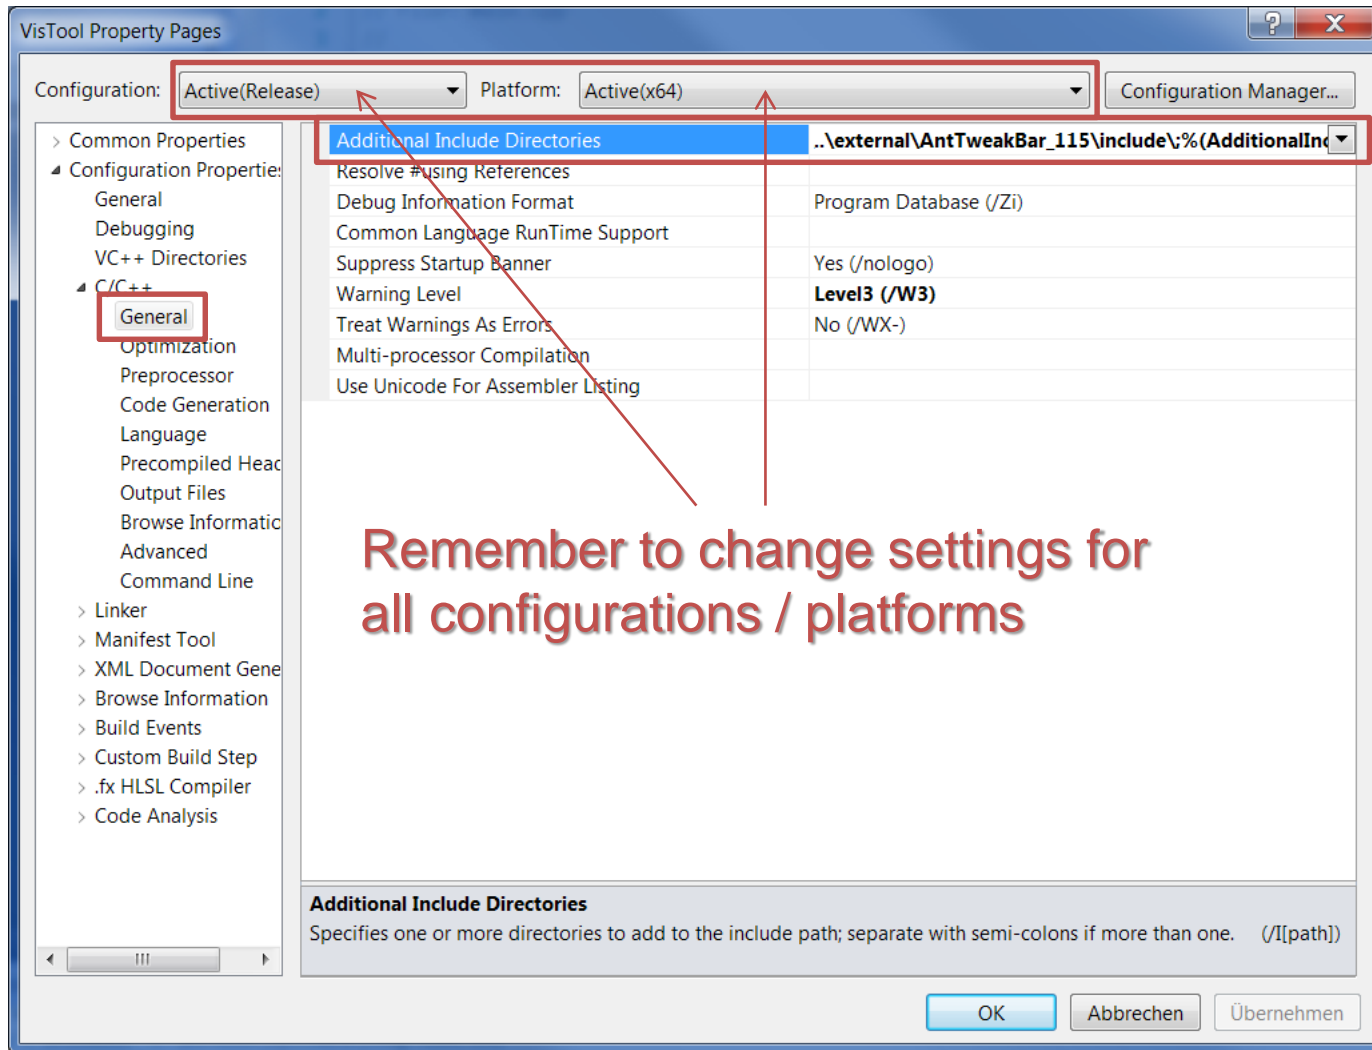 VisTool Property Pages
Configuration: Active(Release) Platform: Active(x64) Configuration Manager...
Common Properties
Configuration Propertie
General
Debugging
VC++ Directories
C/C++
General
Optimization
Preprocessor
Code Generation
Language
Precompiled Head
Output Files
Browse Informatic
Advanced
Command Line
Linker
Manifest Tool
XML Document Gene
Browse Information
Build Events
Custom Build Step
.fx HLSL Compiler
Code Analysis
Additional Include Directories ..\external\AntTweakBar_115\include\;%(AdditionalInc
Resolve #using References
Debug Information Format Program Database (/Zi)
Common Language RunTime Support
Suppress Startup Banner Yes (/nologo)
Warning Level Level3 (/W3)
Treat Warnings As Errors No (/WX-)
Multi-processor Compilation
Use Unicode For Assembler Listing
Remember to change settings for
all configurations / platforms
Additional Include Directories
Specifies one or more directories to add to the include path; separate with semi-colons if more than one. (/I[path])
OK Abbrechen Übernehmen